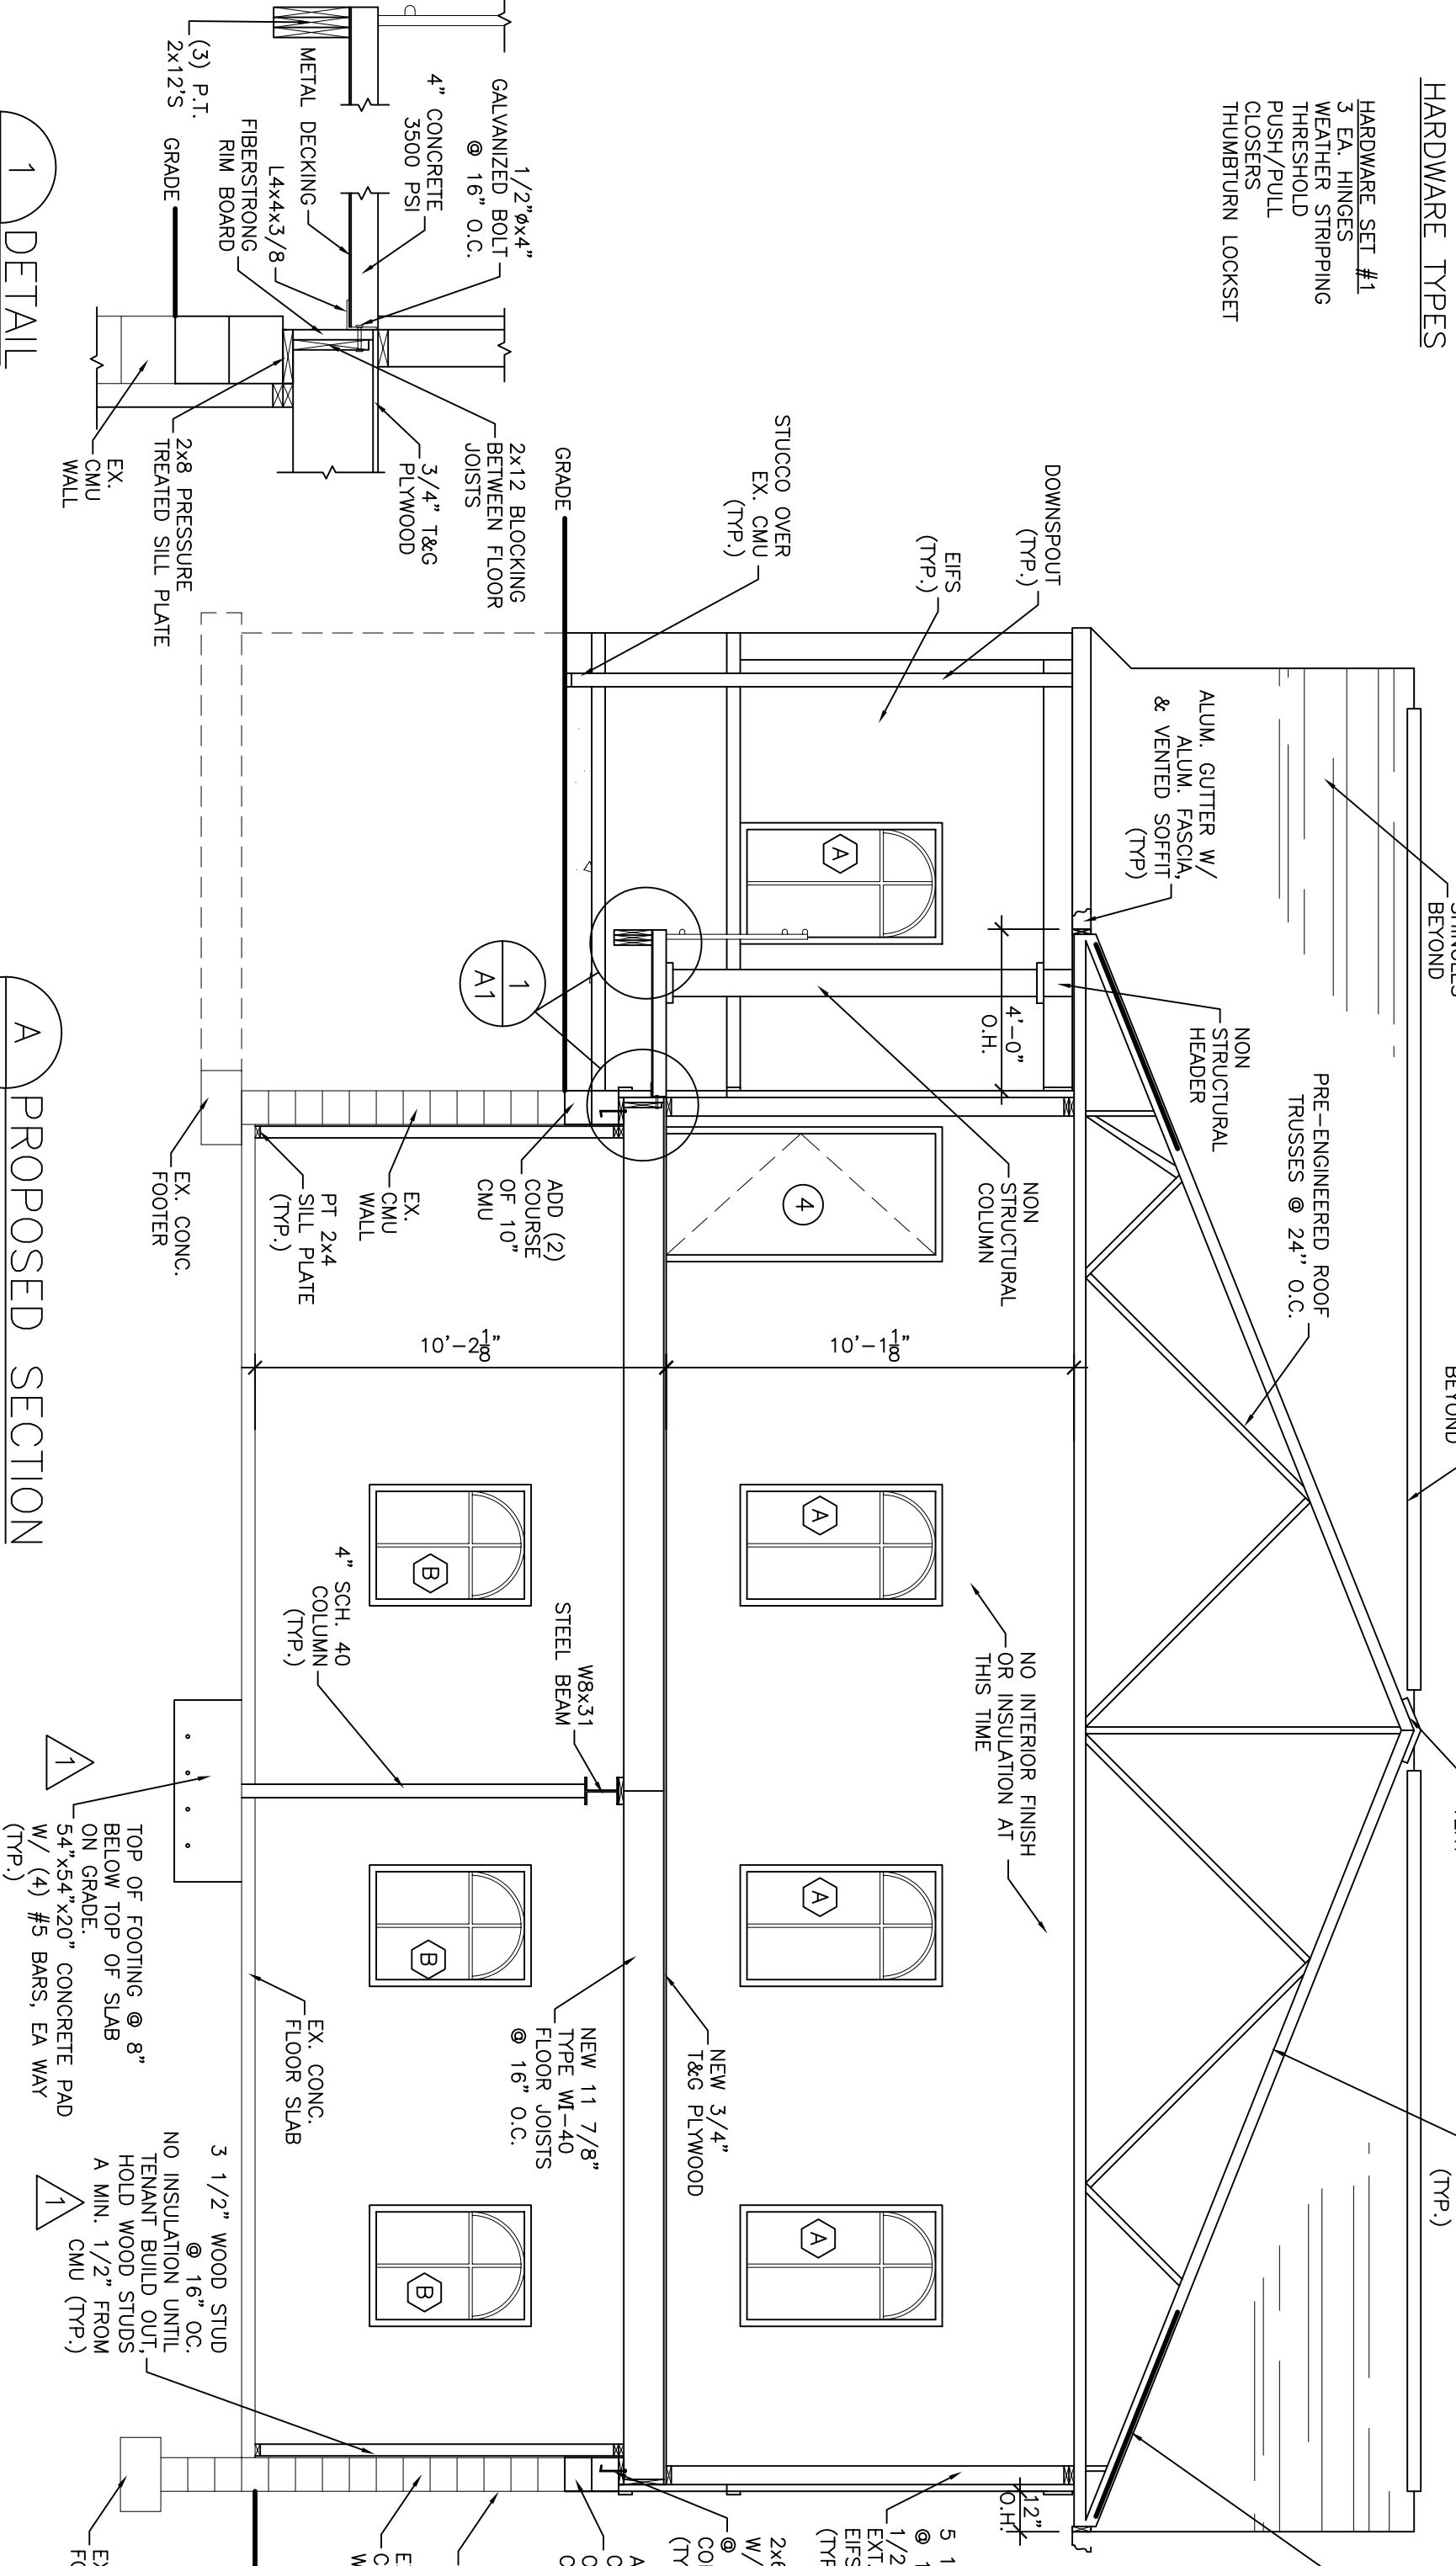 HARDWARE TYPES
HARDWARE SET #1
3 EA. HINGES
WEATHER STRIPPING
THRESHOLD
PUSH/PULL
CLOSERS
THUMBTURN LOCKSET
BEYOND
BEYOND
(TYP.)
ALUM. GUTTER W/
ALUM. FASCIA,
& VENTED SOFFIT
(TYP)
NON
STRUCTURAL
HEADER
PRE-ENGINEERED ROOF
TRUSSES @ 24" O.C.
DOWNSPOUT
(TYP.)
EIFS
(TYP.)
STUCCO OVER
EX. CMU
(TYP.)
GRADE
4'-0"
O.H.
NON
STRUCTURAL
COLUMN
NO INTERIOR FINISH
OR INSULATION AT
THIS TIME
12"
O.H.
A
4
A
A
A
10'-1 1/8"
10'-2 1/8"
1
A1
ADD (2)
COURSE
OF 10"
CMU
EX.
CMU
WALL
PT 2x4
SILL PLATE
(TYP.)
EX. CONC.
FOOTER
W8x31
STEEL BEAM
4" SCH. 40
COLUMN
(TYP.)
B
B
B
NEW 3/4"
T&G PLYWOOD
NEW 11 7/8"
TYPE WI-40
FLOOR JOISTS
@ 16" O.C.
EX. CONC.
FLOOR SLAB
TOP OF FOOTING @ 8"
BELOW TOP OF SLAB
ON GRADE.
54"x54"x20" CONCRETE PAD
W/ (4) #5 BARS, EA WAY
(TYP.)
1
3 1/2" WOOD STUD
@ 16" OC.
NO INSULATION UNTIL
TENANT BUILD OUT,
HOLD WOOD STUDS
A MIN. 1/2" FROM
CMU (TYP.)
1
1/2"øx4"
GALVANIZED BOLT
@ 16" O.C.
4" CONCRETE
3500 PSI
METAL DECKING
L4x4x3/8
FIBERSTRONG
RIM BOARD
(3) P.T.
2x12'S
GRADE
2x12 BLOCKING
BETWEEN FLOOR
JOISTS
3/4" T&G
PLYWOOD
2x8 PRESSURE
TREATED SILL PLATE
EX.
CMU
WALL
1
DETAIL
A
PROPOSED SECTION